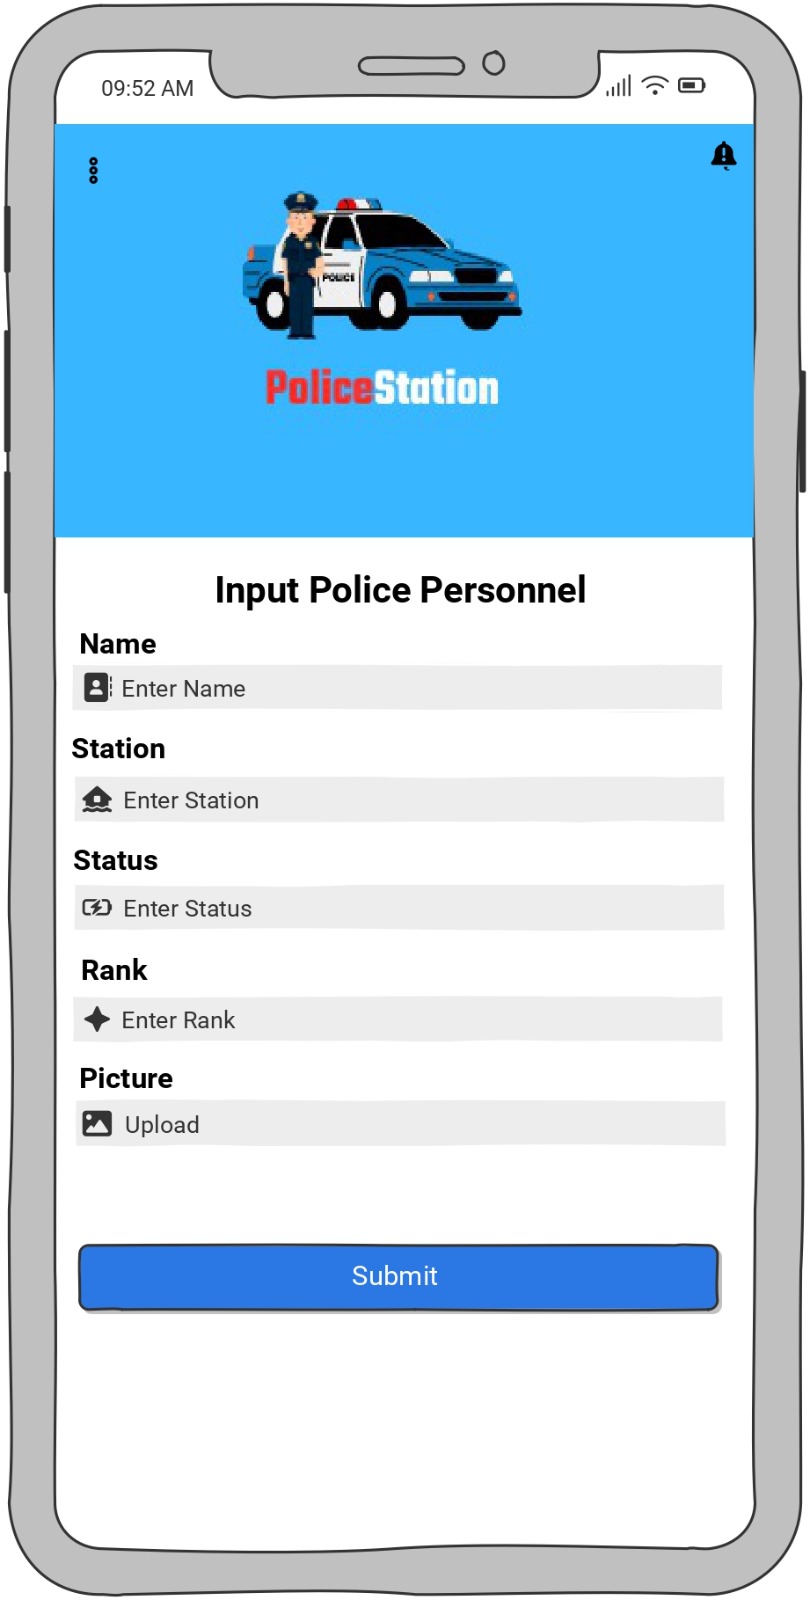 09:52 AM
POLICE
PoliceStation
Input Police Personnel
Name
Enter Name
Station
Enter Station
Status
Enter Status
Rank
Enter Rank
Picture
Upload
Submit